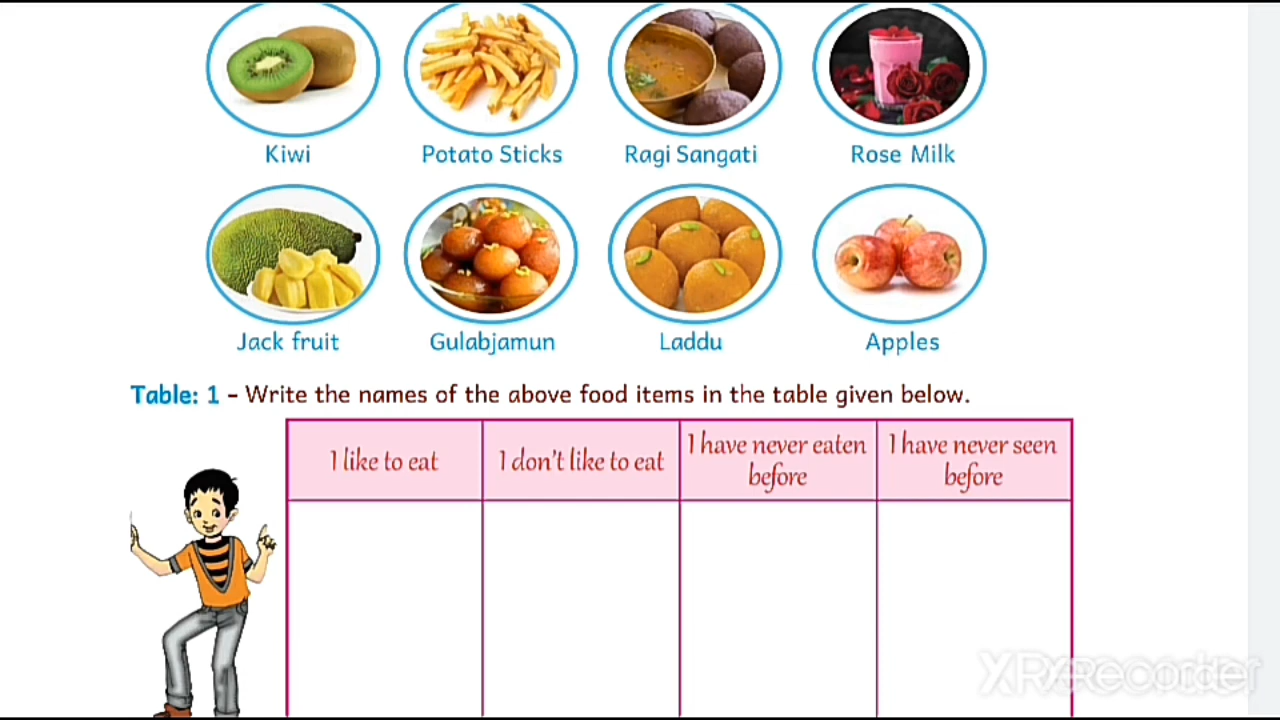 Kiwi
Potato Sticks
Ragi Sangati
Rose Milk
Jack fruit
Gulabjamun
Laddu
Apples
Table: 1 - Write the names of the above food items in the table given below.
I like to eat
I don't like to eat
I have never eaten
before
I have never seen
before